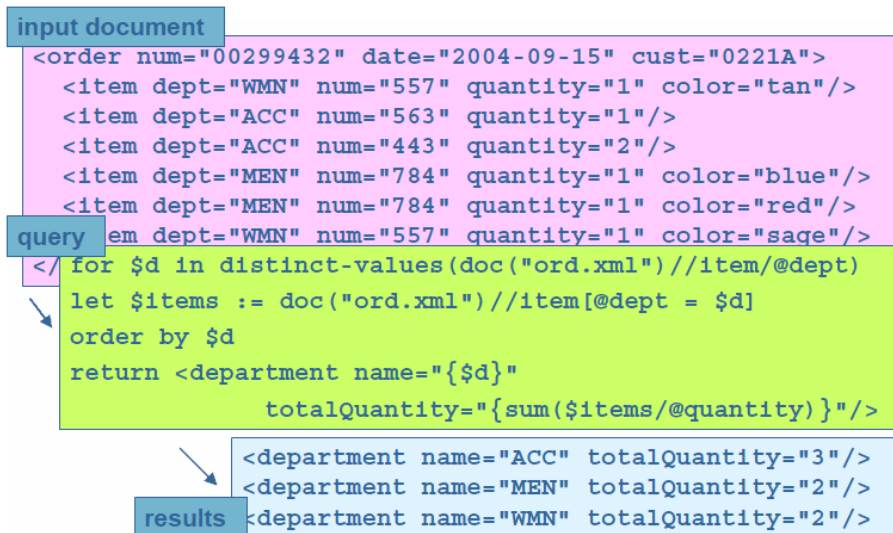 input document
<order num="00299432" date="2004-09-15" cust="0221A">
<item dept="WMN" num="557" quantity="1" color="tan"/>
<item dept="ACC" num="563" quantity="1"/>
<item dept="ACC" num="443" quantity="2"/>
<item dept="MEN" num="784" quantity="1" color="blue"/>
<item dept="MEN" num="784" quantity="1" color="red"/>
query
em dept="WMN" num="557" quantity="1" color="sage"/>
</
for $d in distinct-values(doc("ord.xml")//item/@dept)
let $items := doc("ord.xml")//item[@dept = $d]
order by $d
return <department name="{$d}"
totalQuantity="{sum($items/@quantity)}"/>
<department name="ACC" totalQuantity="3"/>
<department name="MEN" totalQuantity="2"/>
results
<department name="WMN" totalQuantity="2"/>